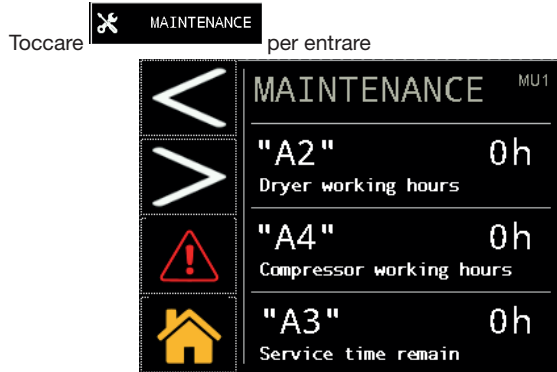 Toccare MAINTENANCE per entrare
MAINTENANCE MU1
"A2" 0h
Dryer working hours
"A4" 0h
Compressor working hours
"A3" 0h
Service time remain